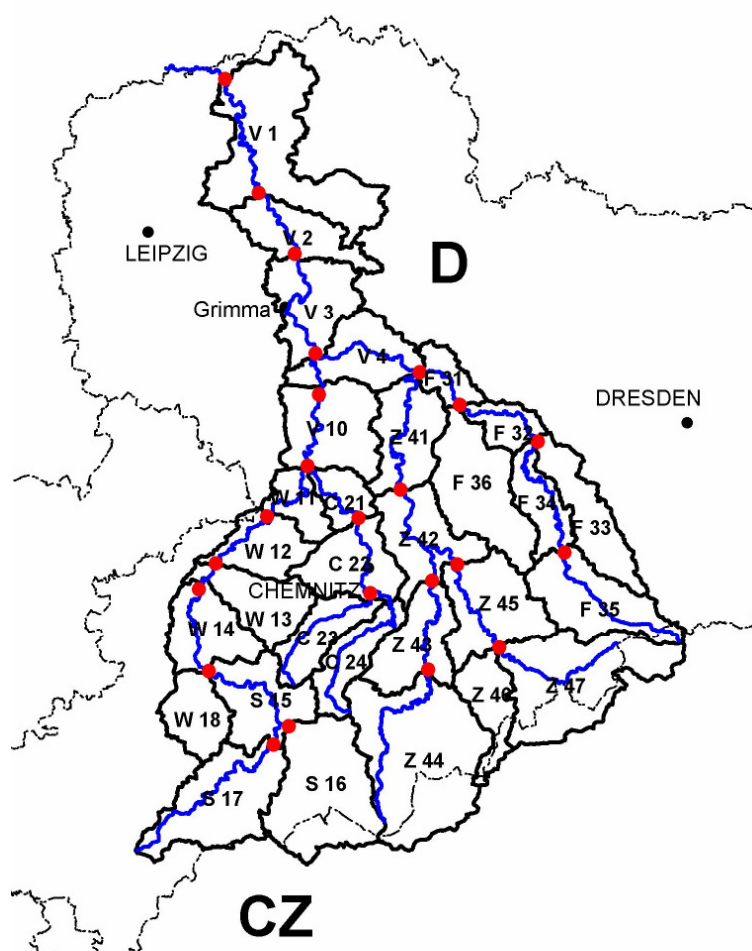 V 1
V 2
LEIPZIG
D
Grimma
V 3
V 4
F 31
DRESDEN
V 10
Z 41
F 32
F 36
F 34
F 33
W 11
C 21
Z 42
W 12
C 22
CHEMNITZ
W 13
W 14
C 23
C 24
Z 43
Z 45
F 35
Z 46
Z 47
S 15
W 18
Z 44
S 17
S 16
CZ